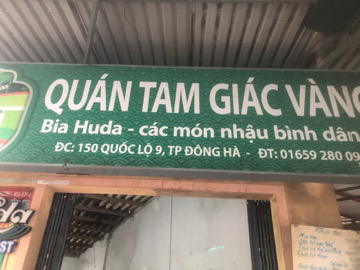 QUÁN TAM GIÁC VÀNG
Bia Huda - các món nhậu bình dân
ĐC: 150 QUỐC LỘ 9, TP ĐÔNG HÀ - ĐT: 01659 280 09